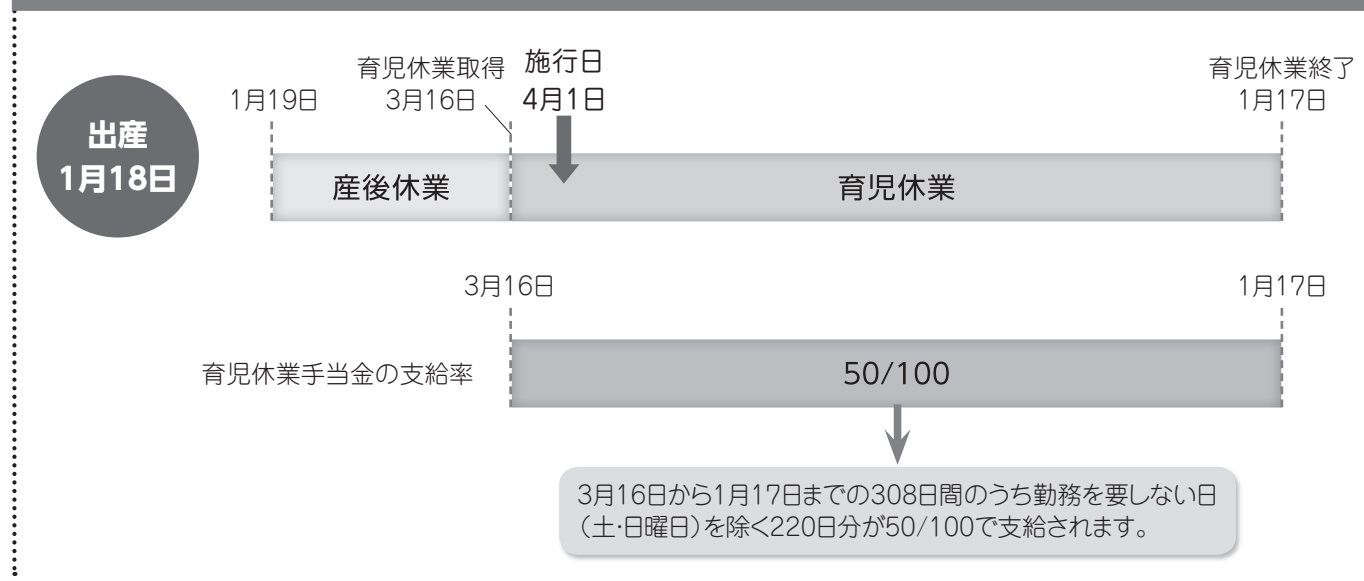 出産
1月18日
1月19日
育児休業取得
3月16日
施行日
4月1日
育児休業終了
1月17日
産後休業
育児休業
3月16日
1月17日
育児休業手当金の支給率
50/100
3月16日から1月17日までの308日間のうち勤務を要しない日
（土・日曜日）を除く220日分が50/100で支給されます。